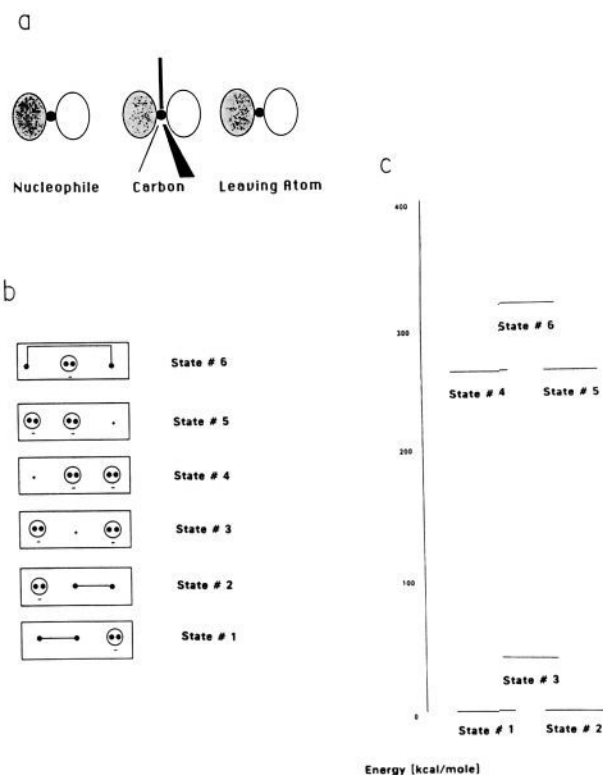 a
Nucleophile Carbon Leaving Atom
b
State # 6
State # 5
State # 4
State # 3
State # 2
State # 1
c
400
300
200
100
0
State # 6
State # 4 State # 5
State # 3
State # 1 State # 2
Energy [kcal/mole]